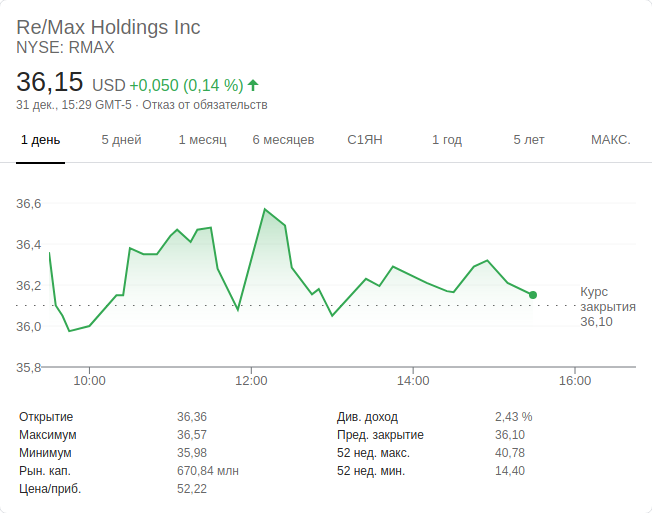 Re/Max Holdings Inc
NYSE: RMAX
36,15 USD +0,050 (0,14 %)
31 дек., 15:29 GMT-5 · Отказ от обязательств
1 день 5 дней 1 месяц 6 месяцев С1ЯН 1 год 5 лет МАКС.
36,6
36,4
36,2
36,0
35,8
Курс
закрытия
36,10
10:00 12:00 14:00 16:00
Открытие 36,36
Максимум 36,57
Минимум 35,98
Рын. кап. 670,84 млн
Цена/приб. 52,22
Див. доход 2,43 %
Пред. закрытие 36,10
52 нед. макс. 40,78
52 нед. мин. 14,40